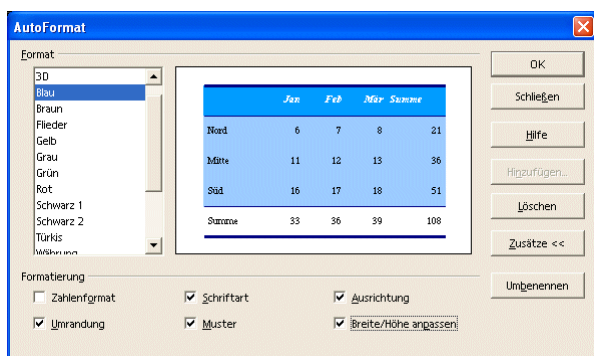 AutoFormat
Format
3D
Blau
Braun
Flieder
Gelb
Grau
Grün
Rot
Schwarz 1
Schwarz 2
Türkis
Währung
Jan Feb Mär Summe
Nord 6 7 8 21
Mitte 11 12 13 36
Süd 16 17 18 51
Summe 33 36 39 108
OK
Schließen
Hilfe
Hinzufügen...
Löschen
Zusätze <<
Umbenennen
Formatierung
Zahlenformat Schriftart Ausrichtung
Umrandung Muster Breite/Höhe anpassen